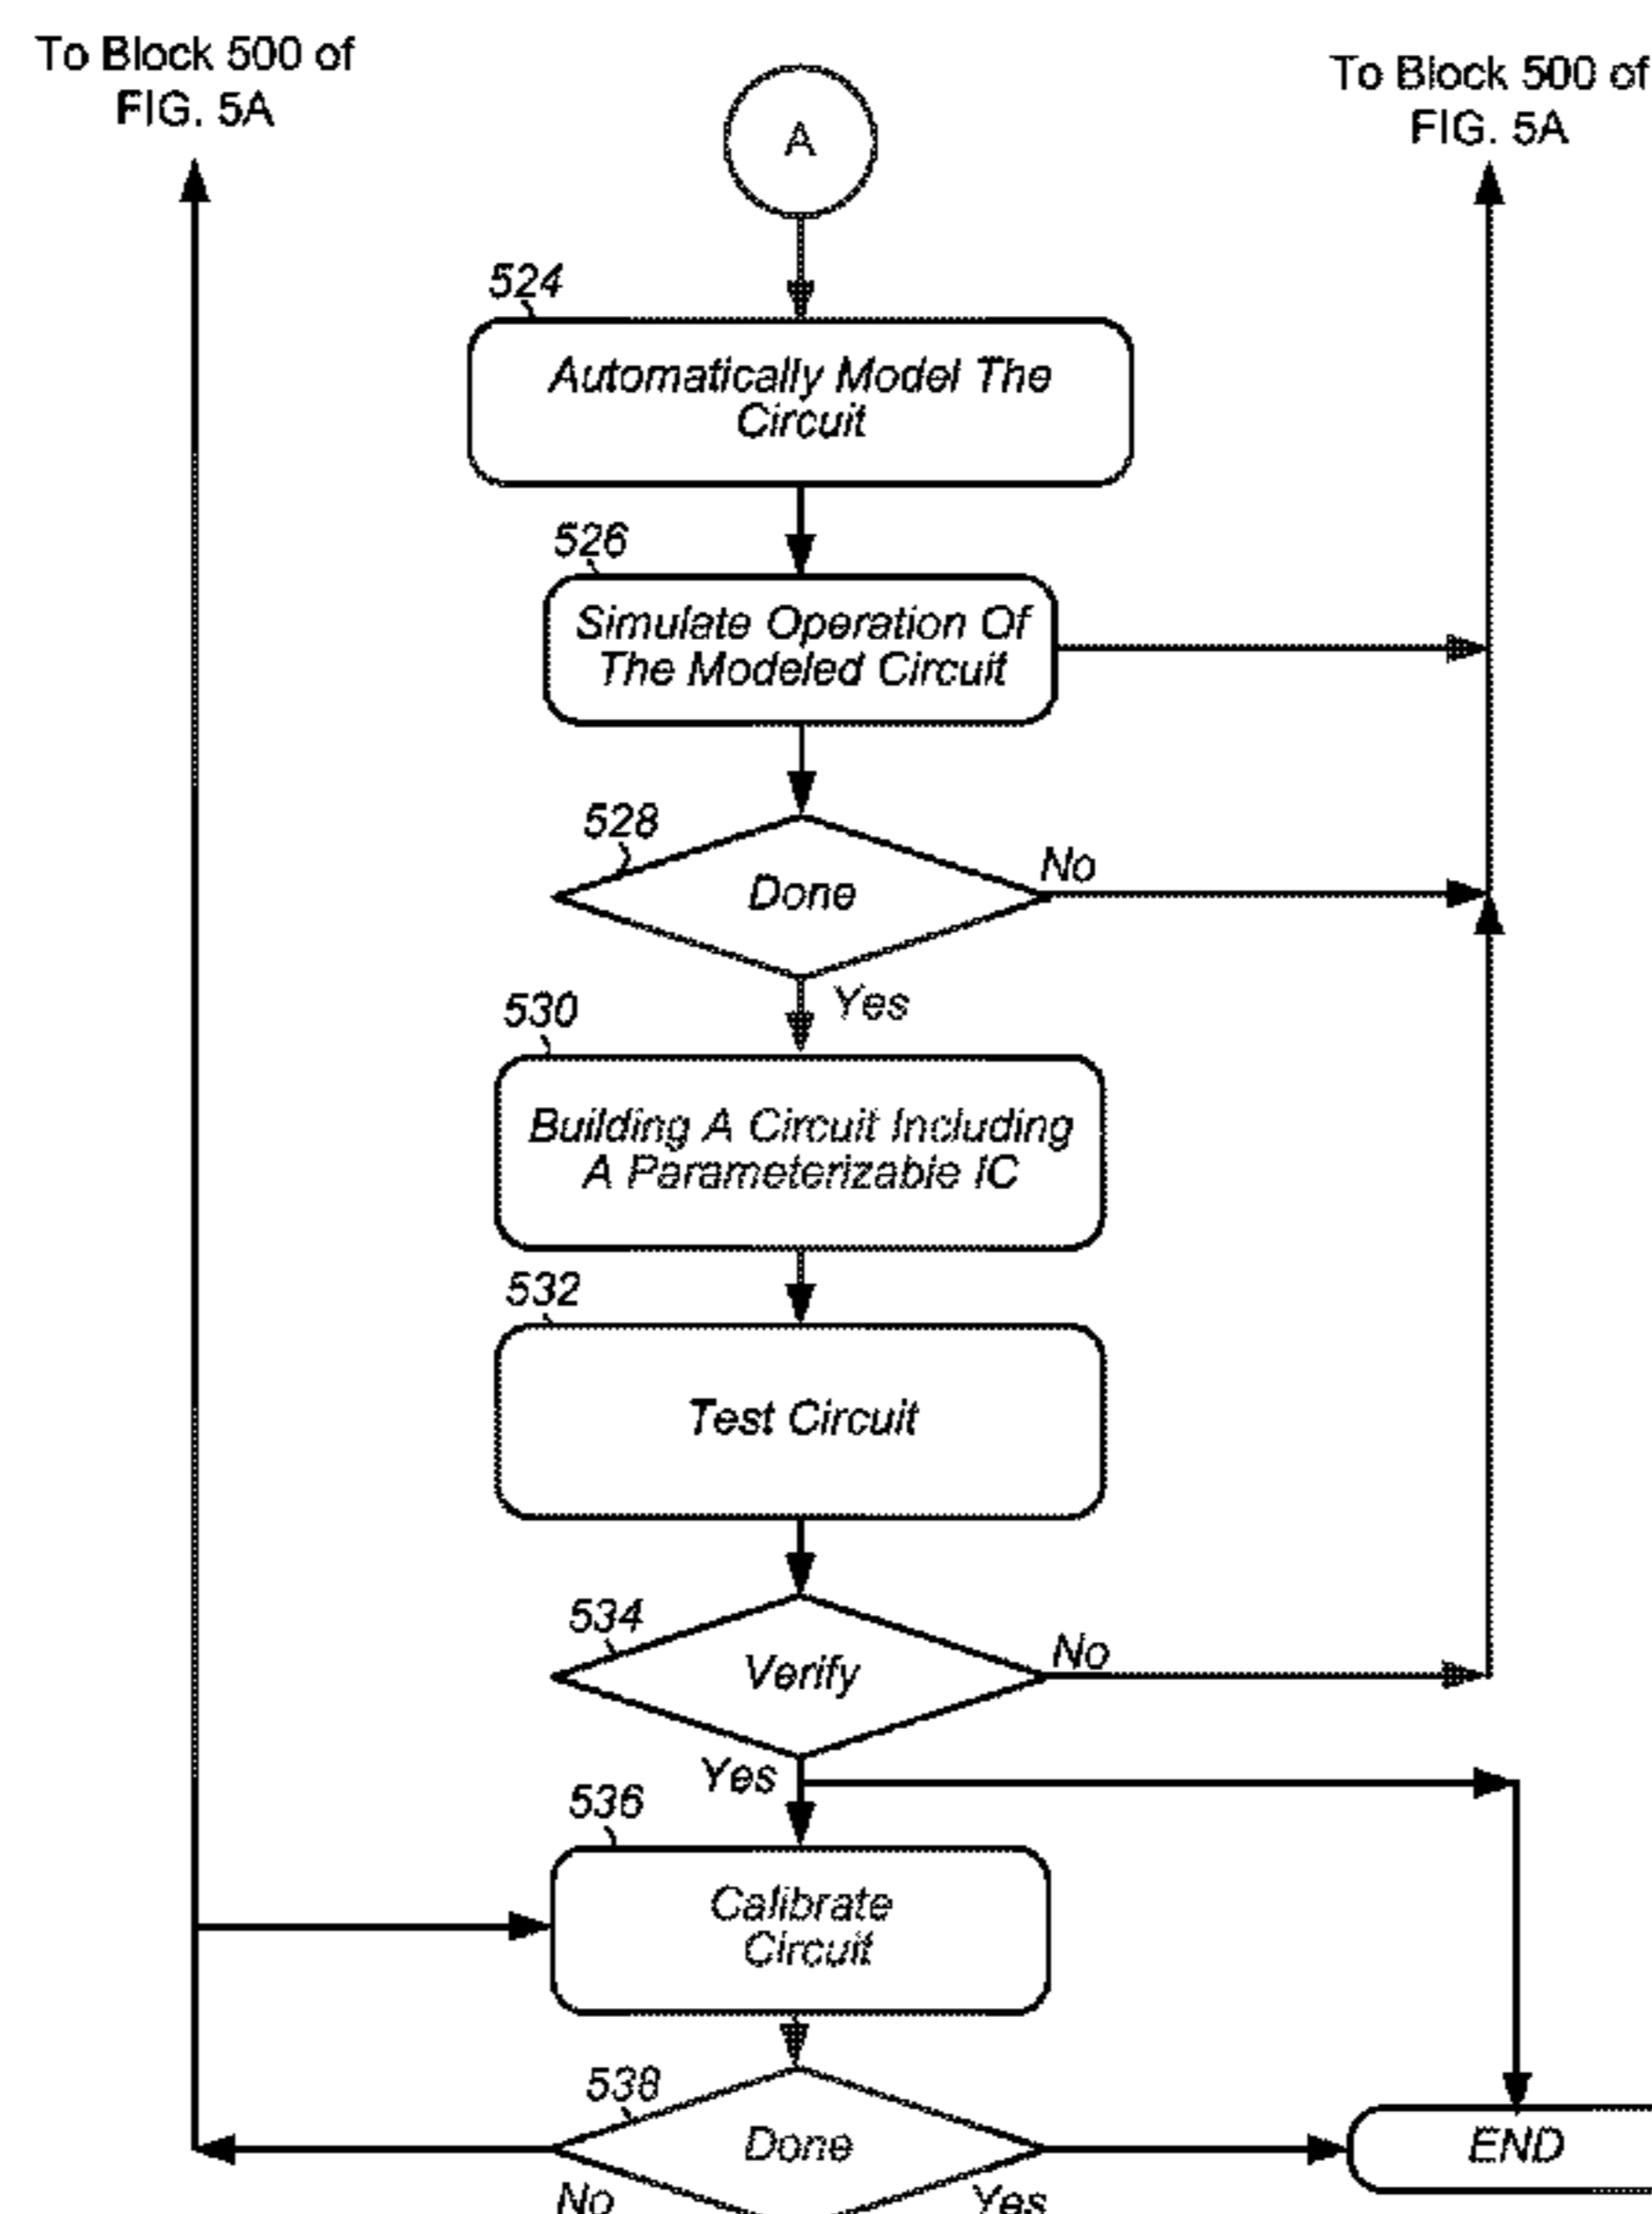 To Block 500 of
FIG. 5A
To Block 500 of
FIG. 5A
A
524
Automatically Model The
Circuit
526
Simulate Operation Of
The Modeled Circuit
528
Done
No
Yes
530
Building A Circuit Including
A Parameterizable IC
532
Test Circuit
534
Verify
No
Yes
536
Calibrate
Circuit
538
Done
END
No
Yes